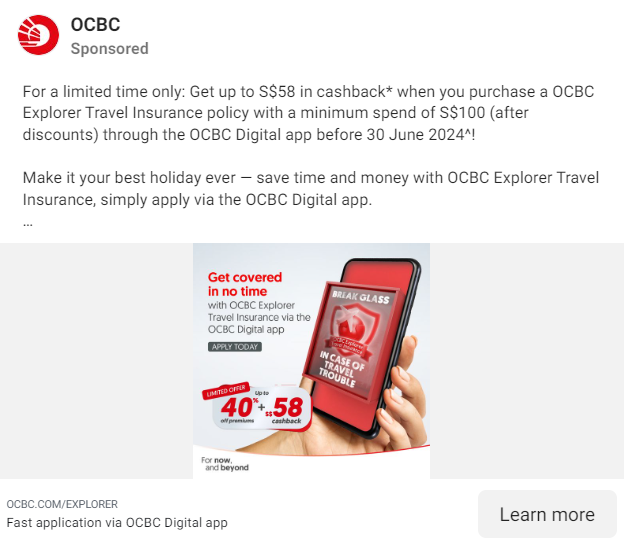 OCBC
Sponsored
For a limited time only: Get up to S$58 in cashback* when you purchase a OCBC
Explorer Travel Insurance policy with a minimum spend of S$100 (after
discounts) through the OCBC Digital app before 30 June 2024^!
Make it your best holiday ever — save time and money with OCBC Explorer Travel
Insurance, simply apply via the OCBC Digital app.
...
Get covered
in no time
with OCBC Explorer
Travel Insurance via the
OCBC Digital app
APPLY TODAY
BREAK GLASS
OCBC Explorer
Travel Insurance
IN CASE OF
TRAVEL
TROUBLE
LIMITED OFFER
Up to
40% + S$58
off premiums cashback
For now,
and beyond
OCBC.COM/EXPLORER
Fast application via OCBC Digital app
Learn more